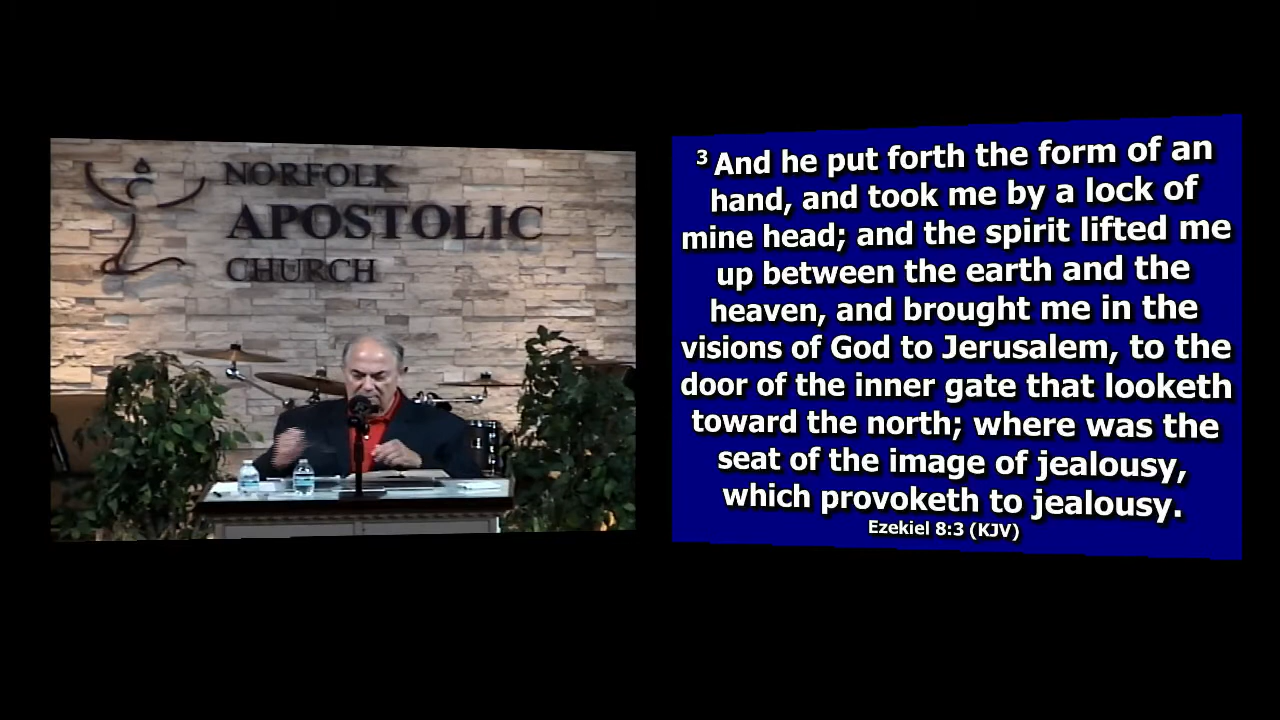 NORFOLK
APOSTOLIC
CHURCH
3 And he put forth the form of an
hand, and took me by a lock of
mine head; and the spirit lifted me
up between the earth and the
heaven, and brought me in the
visions of God to Jerusalem, to the
door of the inner gate that looketh
toward the north; where was the
seat of the image of jealousy,
which provoketh to jealousy.
Ezekiel 8:3 (KJV)